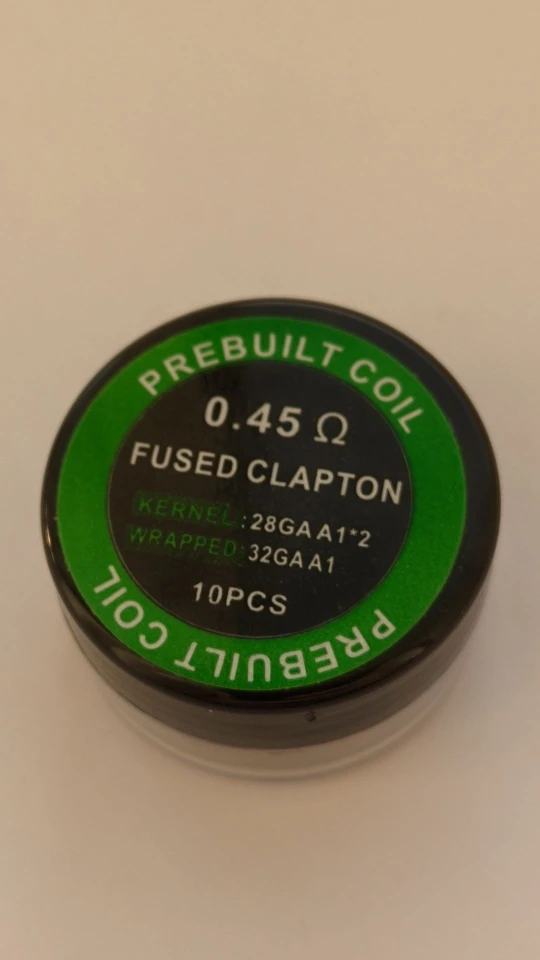 PREBUILT COIL
0.45 Ω
FUSED CLAPTON
KERNEL:28GA A1*2
WRAPPED:32GA A1
10PCS
PREBUILT COIL